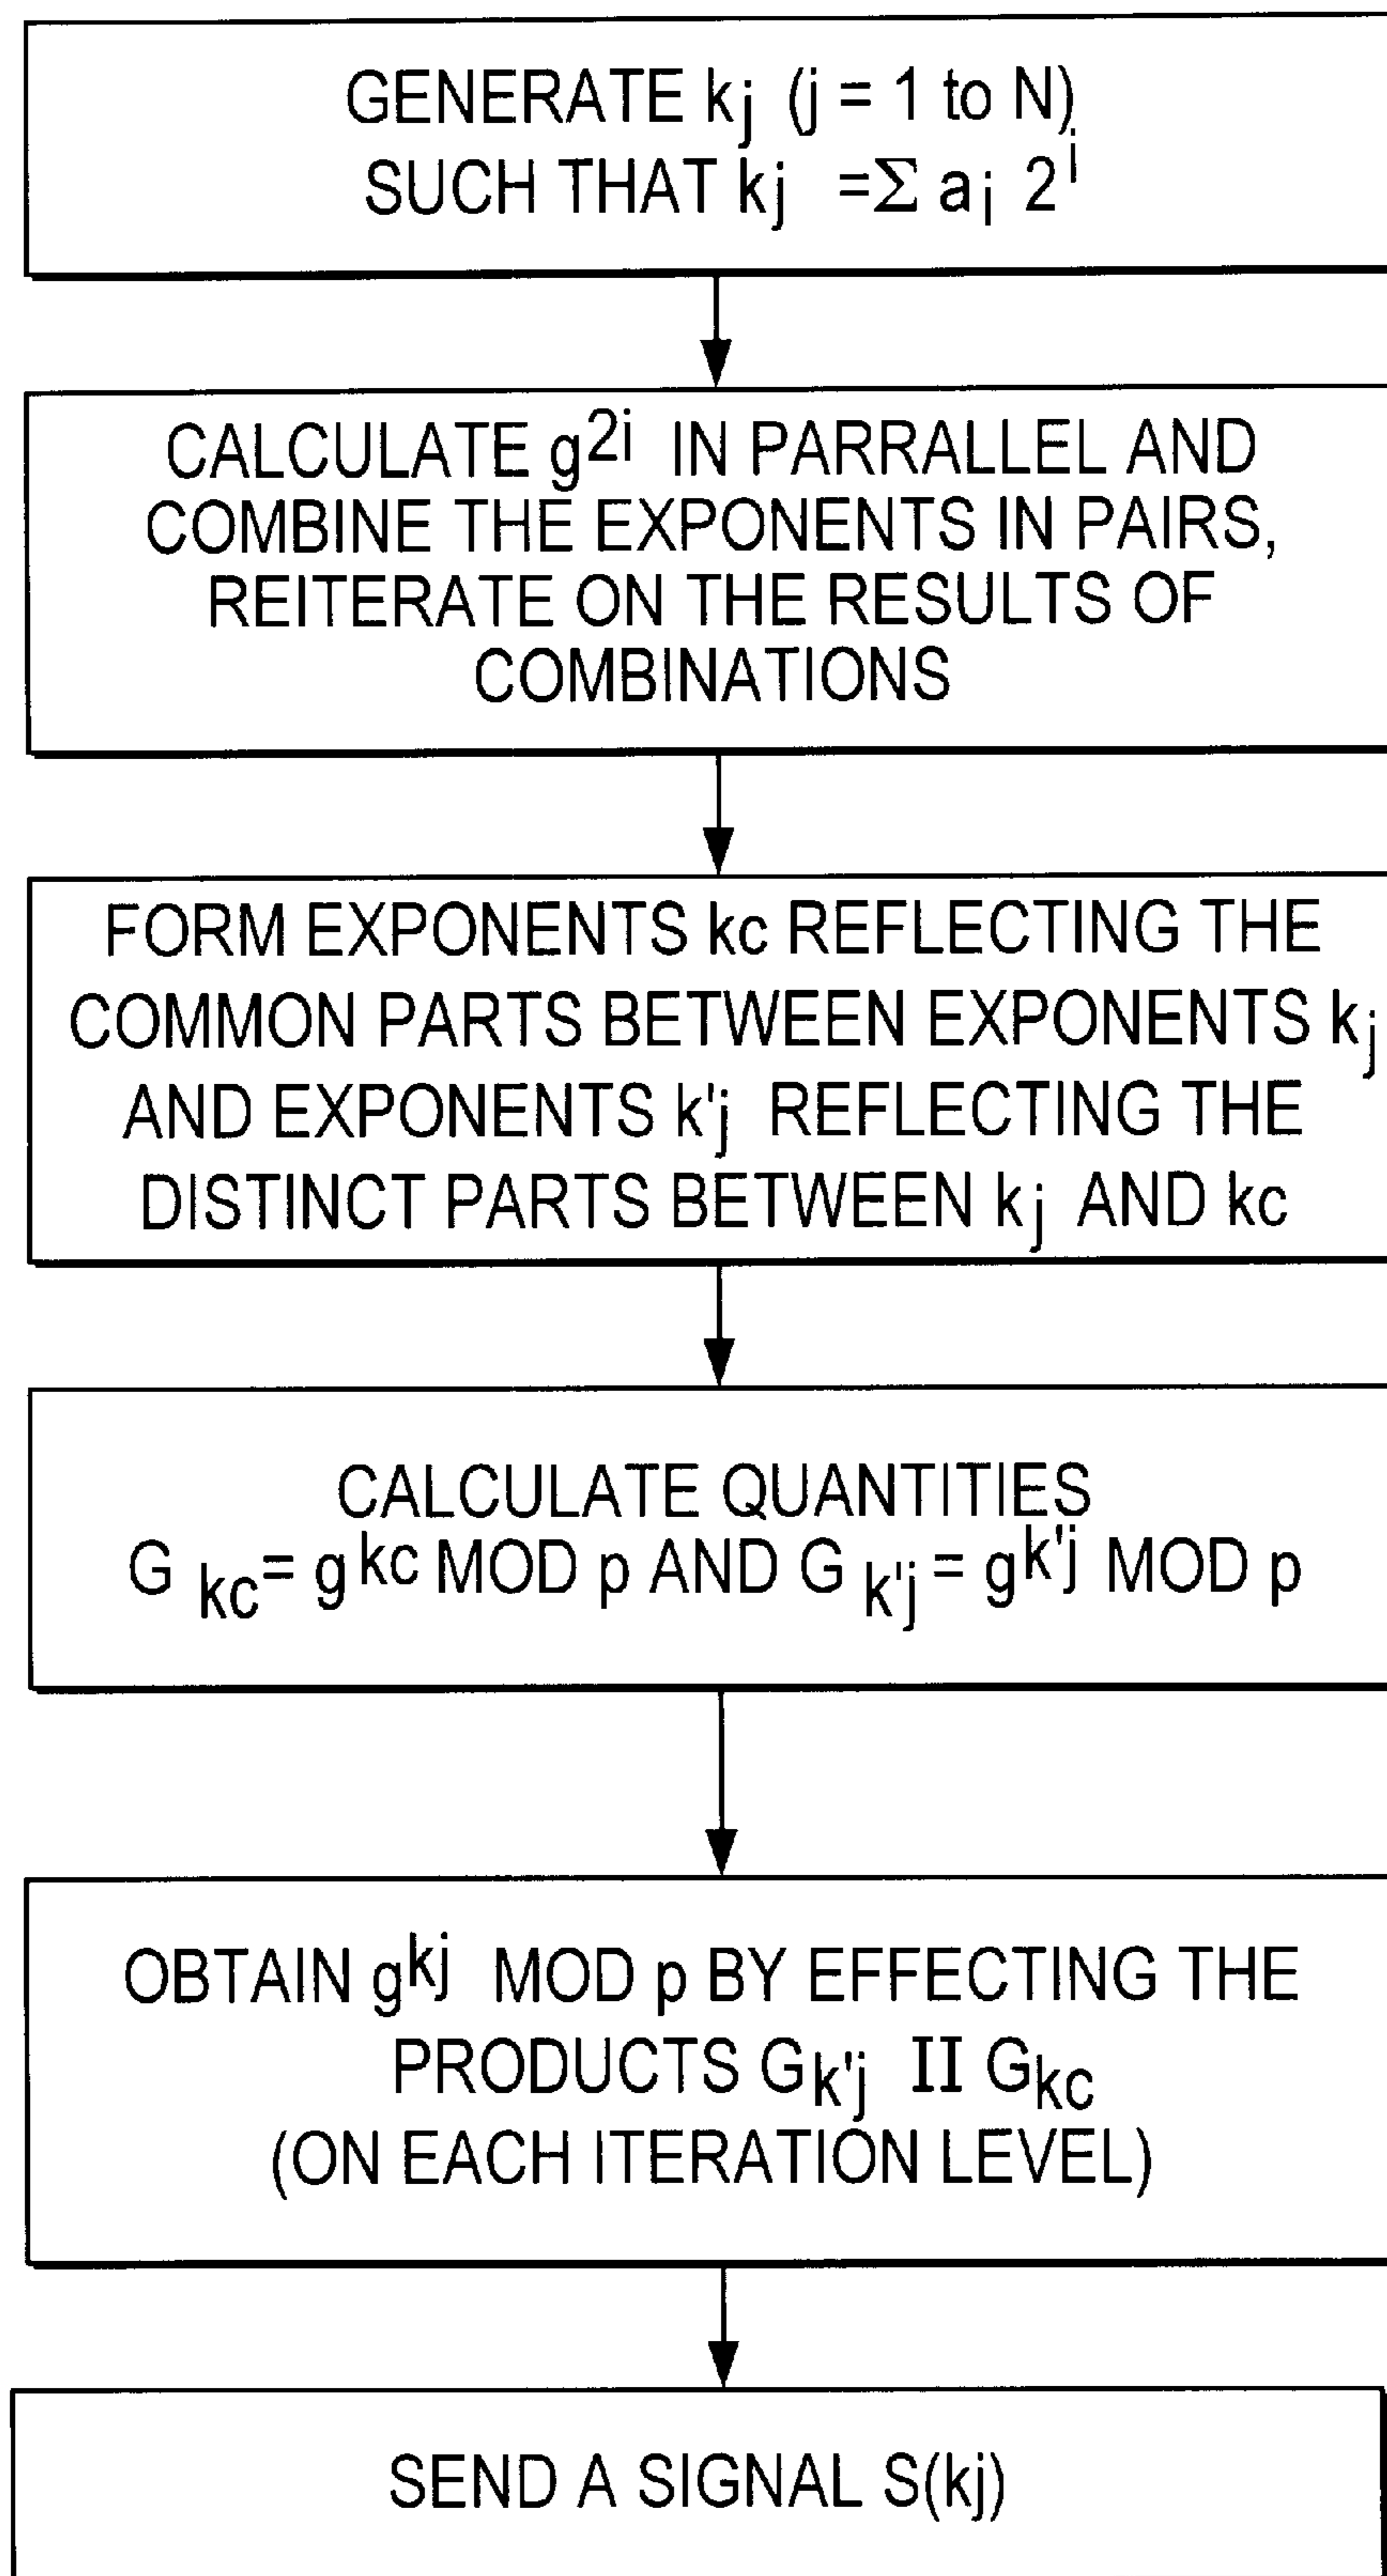 GENERATE kj (j = 1 to N)
SUCH THAT kj =Σ ai 2^i
CALCULATE g^2i IN PARRALLEL AND
COMBINE THE EXPONENTS IN PAIRS,
REITERATE ON THE RESULTS OF
COMBINATIONS
FORM EXPONENTS kc REFLECTING THE
COMMON PARTS BETWEEN EXPONENTS kj
AND EXPONENTS k'j REFLECTING THE
DISTINCT PARTS BETWEEN kj AND kc
CALCULATE QUANTITIES
G kc= g^kc MOD p AND G k'j = g^k'j MOD p
OBTAIN g^kj MOD p BY EFFECTING THE
PRODUCTS Gk'j II Gkc
(ON EACH ITERATION LEVEL)
SEND A SIGNAL S(kj)